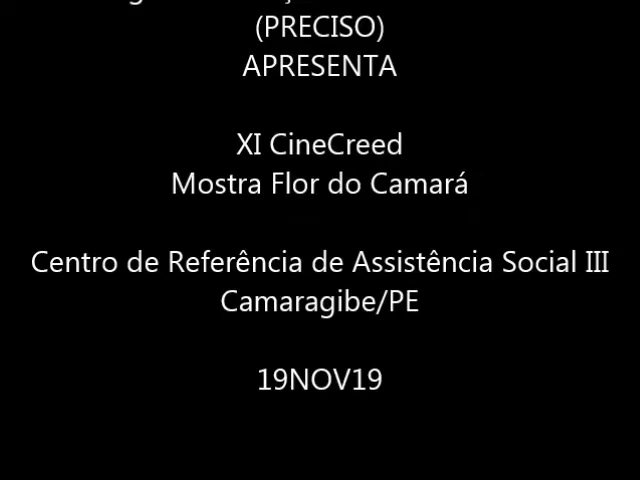 (PRECISO)
APRESENTA
XI CineCreed
Mostra Flor do Camará
Centro de Referência de Assistência Social III
Camaragibe/PE
19NOV19